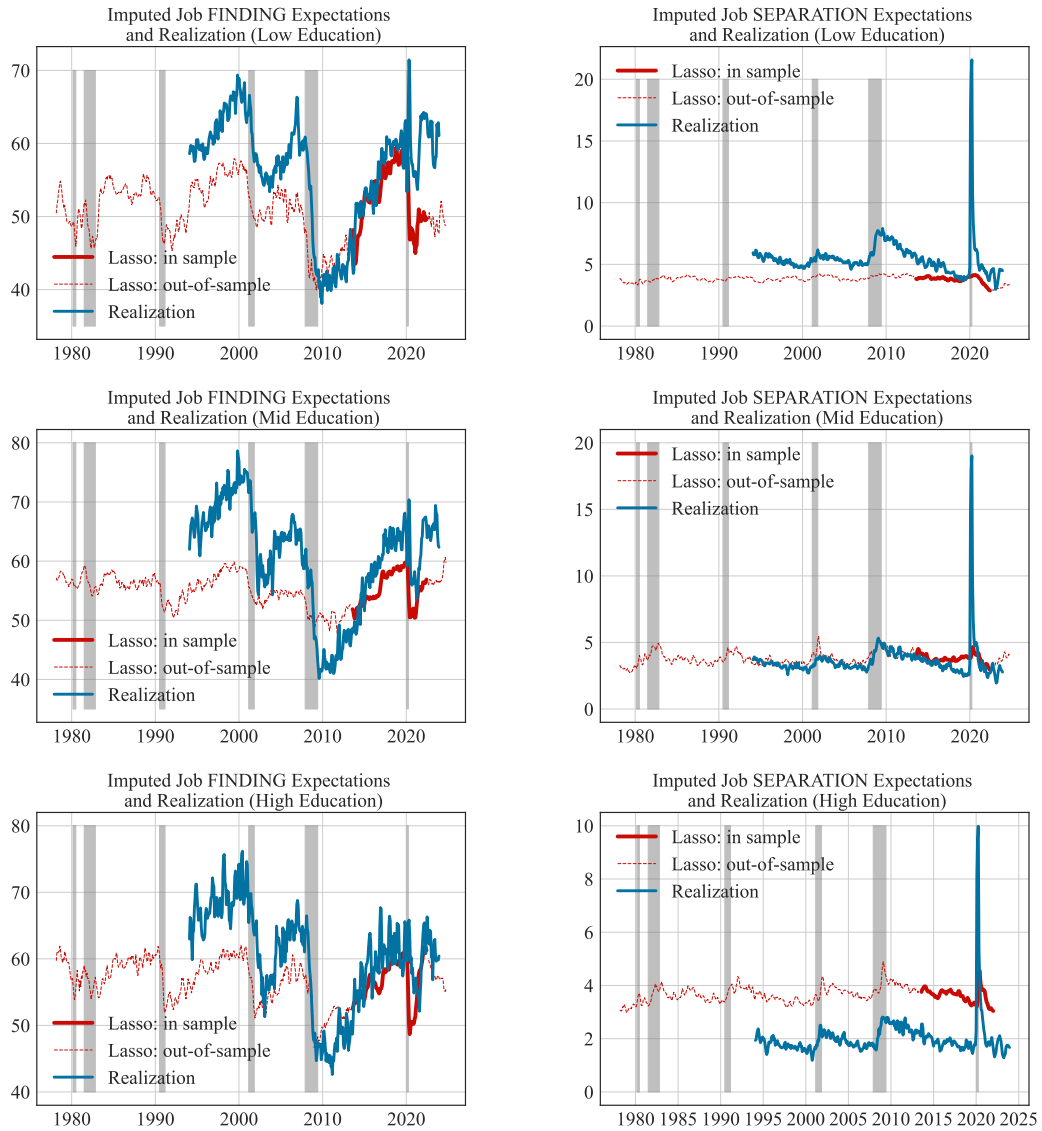 Imputed Job FINDING Expectations
and Realization (Low Education)
70
60
50
40
Lasso: in sample
Lasso: out-of-sample
Realization
1980 1990 2000 2010 2020
Imputed Job SEPARATION Expectations
and Realization (Low Education)
20
15
10
5
0
Lasso: in sample
Lasso: out-of-sample
Realization
1980 1990 2000 2010 2020
Imputed Job FINDING Expectations
and Realization (Mid Education)
80
70
60
50
40
Lasso: in sample
Lasso: out-of-sample
Realization
1980 1990 2000 2010 2020
Imputed Job SEPARATION Expectations
and Realization (Mid Education)
20
15
10
5
0
Lasso: in sample
Lasso: out-of-sample
Realization
1980 1990 2000 2010 2020
Imputed Job FINDING Expectations
and Realization (High Education)
80
70
60
50
40
Lasso: in sample
Lasso: out-of-sample
Realization
1980 1990 2000 2010 2020
Imputed Job SEPARATION Expectations
and Realization (High Education)
10
8
6
4
2
0
Lasso: in sample
Lasso: out-of-sample
Realization
1980 1985 1990 1995 2000 2005 2010 2015 2020 2025